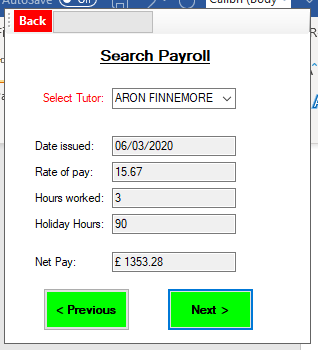 AutoSave Off Calibri (Body
Back
Search Payroll
Select Tutor: ARON FINNEMORE
Date issued: 06/03/2020
Rate of pay: 15.67
Hours worked: 3
Holiday Hours: 90
Net Pay: £ 1353.28
< Previous Next >